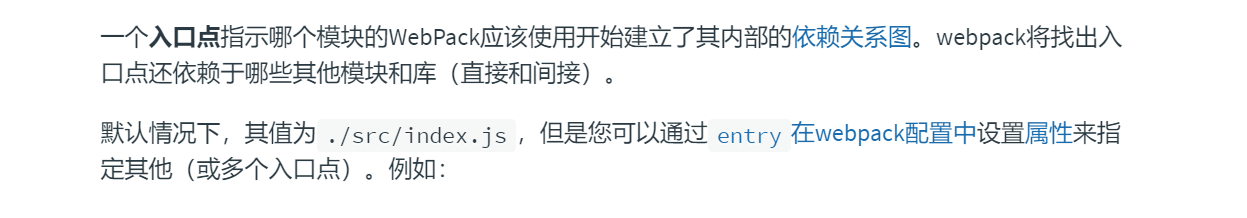 一个入口点指示哪个模块的WebPack应该使用开始建立了其内部的依赖关系图。webpack将找出入
口点还依赖于哪些其他模块和库（直接和间接）。
默认情况下，其值为 ./src/index.js ，但是您可以通过 entry 在webpack配置中设置属性来指
定其他（或多个入口点）。例如：